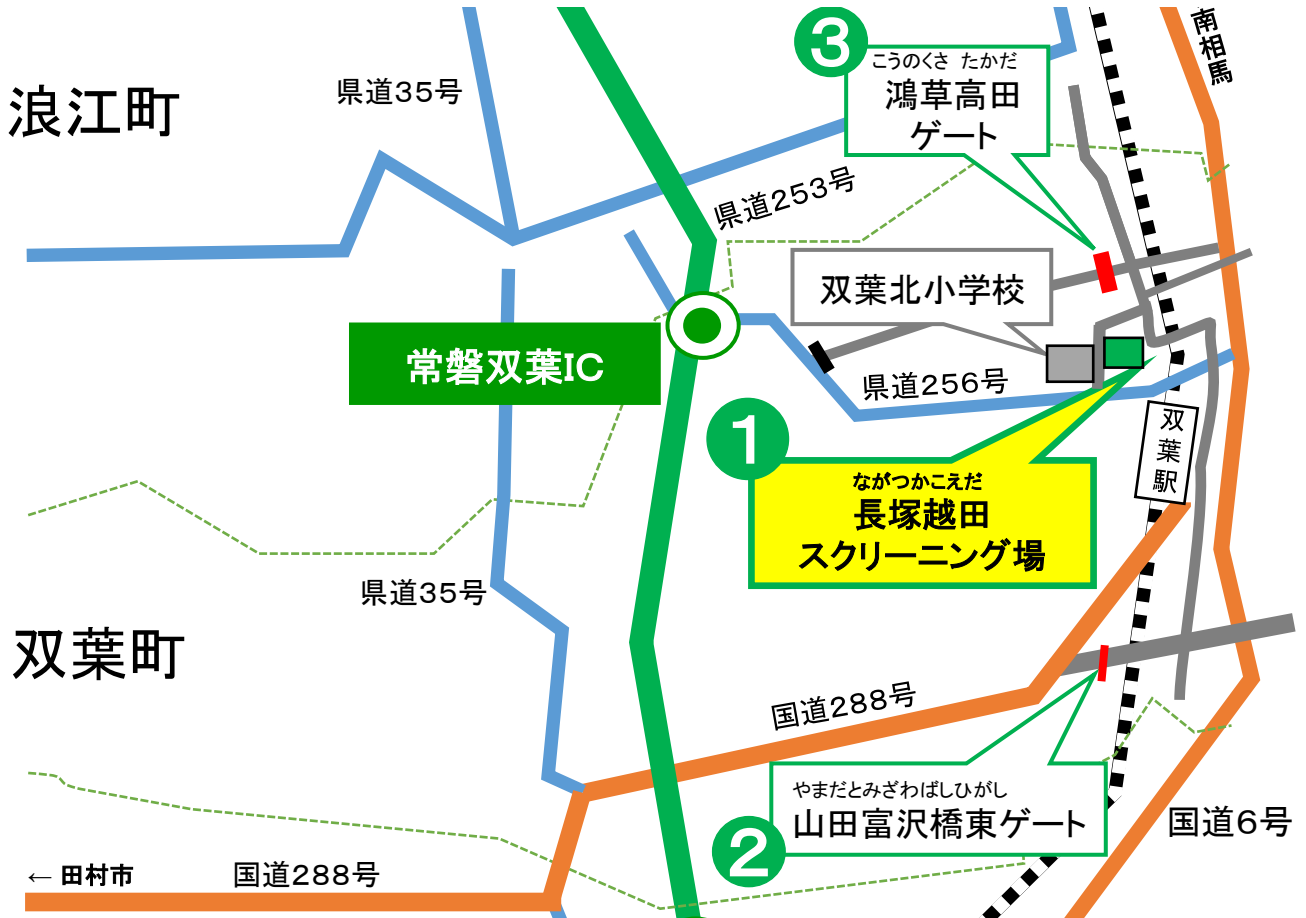 3
こうのくさ たかだ
鴻草高田
ゲート
南相馬
県道35号
浪江町
県道253号
双葉北小学校
常磐双葉IC
県道256号
1
ながつかこえだ
長塚越田
スクリーニング場
双葉駅
県道35号
双葉町
国道288号
やまだとみざわばしひがし
山田富沢橋東ゲート
2
国道6号
← 田村市
国道288号